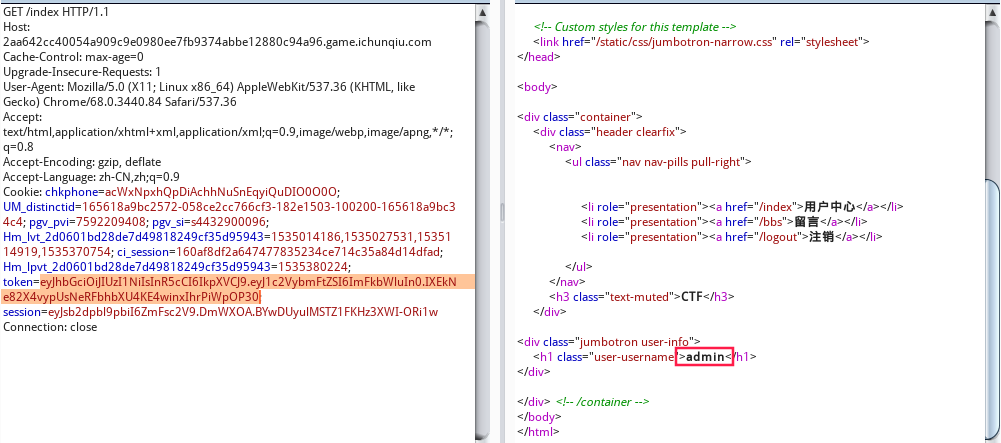 GET /index HTTP/1.1
Host:
2aa642cc40054a909c9e0980ee7fb9374abbe12880c94a96.game.ichunqiu.com
Cache-Control: max-age=0
Upgrade-Insecure-Requests: 1
User-Agent: Mozilla/5.0 (X11; Linux x86_64) AppleWebKit/537.36 (KHTML, like
Gecko) Chrome/68.0.3440.84 Safari/537.36
Accept:
text/html,application/xhtml+xml,application/xml;q=0.9,image/webp,image/apng,*/*;
q=0.8
Accept-Encoding: gzip, deflate
Accept-Language: zh-CN,zh;q=0.9
Cookie: chkphone=acWxNpxhQpDiAchhNuSnEqyiQuDIO0O0O;
UM_distinctid=165618a9bc2572-058ce2cc766cf3-182e1503-100200-165618a9bc3
4c4; pgv_pvi=7592209408; pgv_si=s4432900096;
Hm_lvt_2d0601bd28de7d49818249cf35d95943=1535014186,1535027531,15351
14919,1535370754; ci_session=160af8df2a647477835234ce714c35a84d14dfad;
Hm_lpvt_2d0601bd28de7d49818249cf35d95943=1535380224;
token=eyJhbGciOiJIUzI1NiIsInR5cCI6IkpXVCJ9.eyJ1c2VybmFtZSI6ImFkbWluIn0.IXEkN
e82X4vypUsNeRFbhbXU4KE4winxIhrPiWpOP30;
session=eyJsb2dpbl9pbiI6ZmFsc2V9.DmWXOA.BYwDUyulMSTZ1FKHz3XWI-ORi1w
Connection: close
<!-- Custom styles for this template -->
<link href="/static/css/jumbotron-narrow.css" rel="stylesheet">
</head>
<body>
<div class="container">
<div class="header clearfix">
<nav>
<ul class="nav nav-pills pull-right">
<li role="presentation"><a href="/index">用户中心</a></li>
<li role="presentation"><a href="/bbs">留言</a></li>
<li role="presentation"><a href="/logout">注销</a></li>
</ul>
</nav>
<h3 class="text-muted">CTF</h3>
</div>
<div class="jumbotron user-info">
<h1 class="user-username">admin</h1>
</div>
</div> <!-- /container -->
</body>
</html>